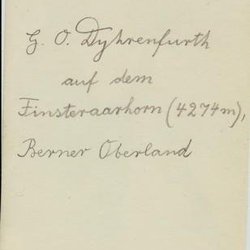 G. O. Dyhrenfurth
auf dem
Finsteraarhorn (4274m),
Berner Oberland